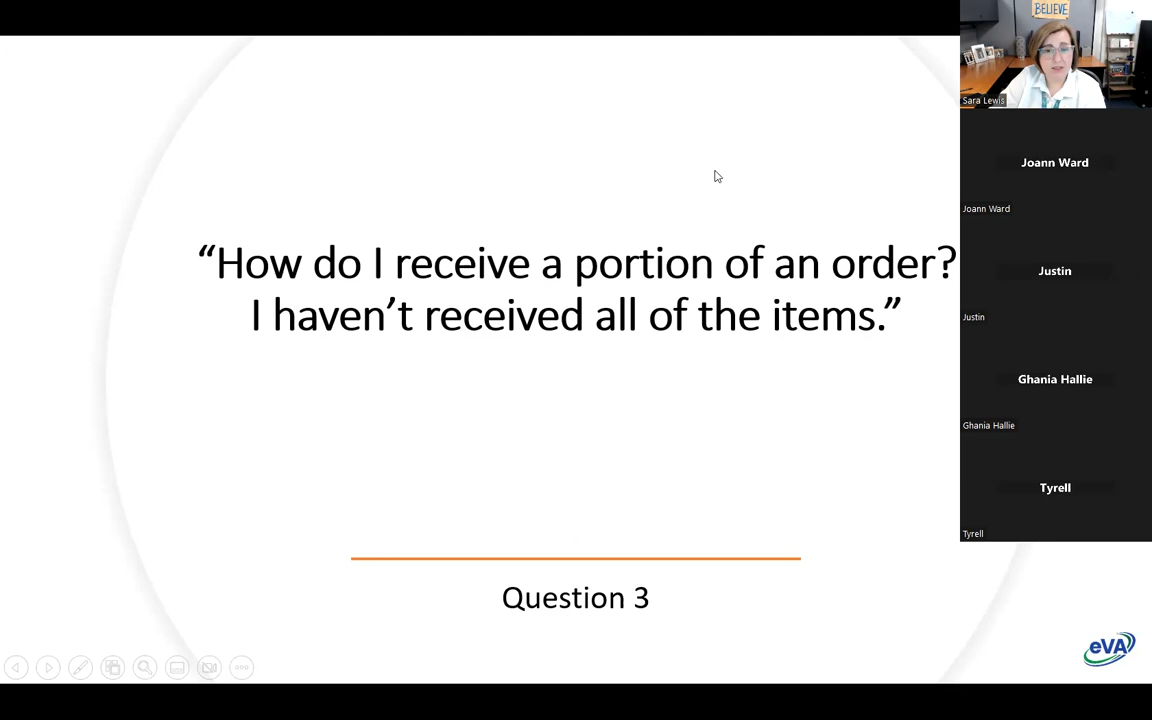 BELIEVE
Sara Lewis
Joann Ward
Joann Ward
Justin
Justin
Ghania Hallie
Ghania Hallie
Tyrell
Tyrell
“How do I receive a portion of an order?
I haven’t received all of the items.”
Question 3
eVA